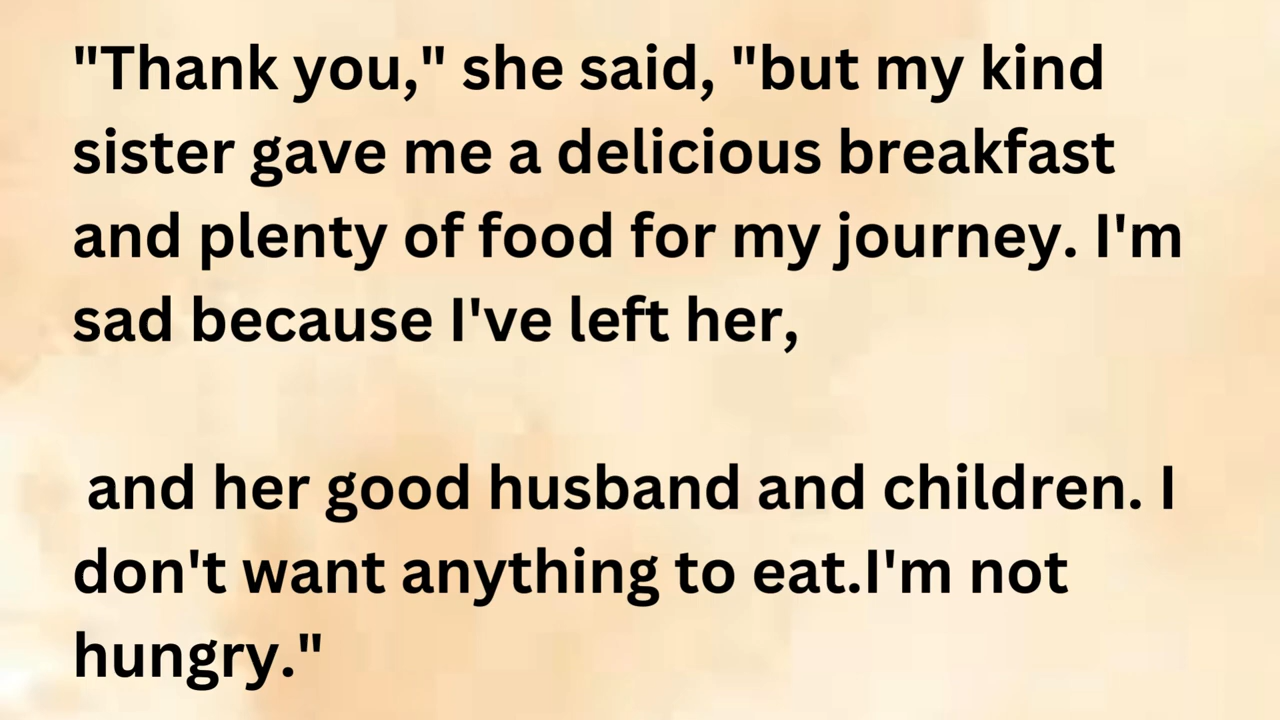 "Thank you," she said, "but my kind
sister gave me a delicious breakfast
and plenty of food for my journey. I'm
sad because I've left her,
and her good husband and children. I
don't want anything to eat.I'm not
hungry."